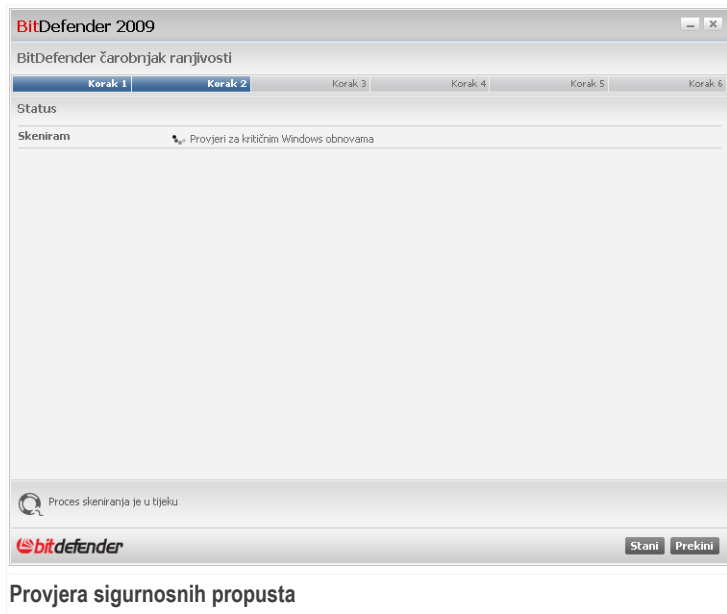 BitDefender 2009
BitDefender čarobnjak ranjivosti
Korak 1 Korak 2 Korak 3 Korak 4 Korak 5 Korak 6
Status
Skeniram Provjeri za kritičnim Windows obnovama
Proces skeniranja je u tijeku
bitdefender Stani Prekini
Provjera sigurnosnih propusta